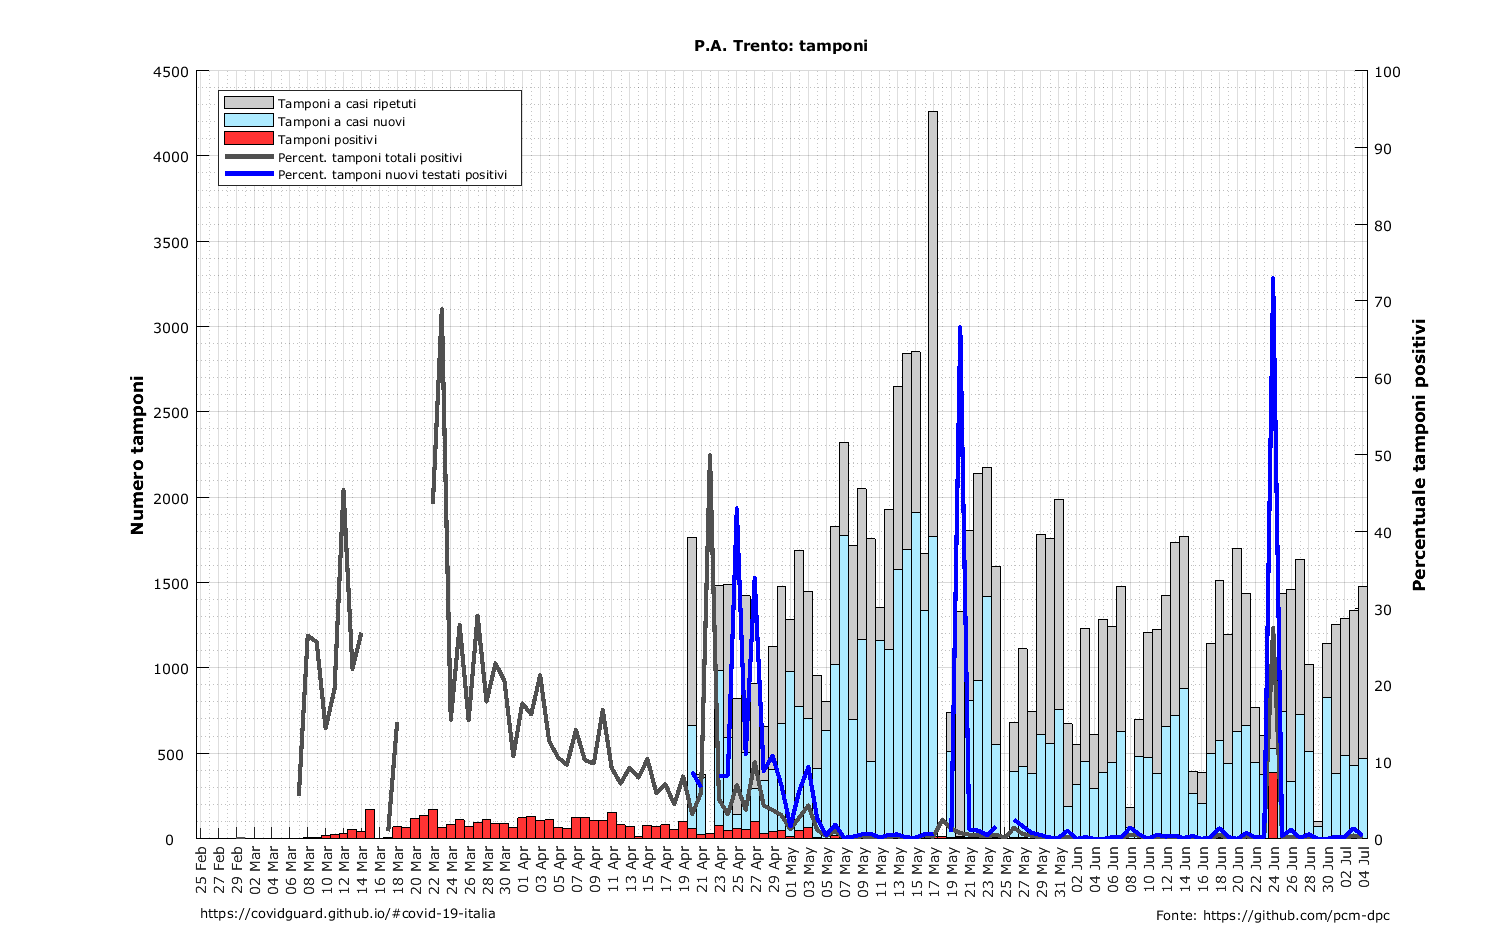 P.A. Trento: tamponi
Tamponi a casi ripetuti
Tamponi a casi nuovi
Tamponi positivi
Percent. tamponi totali positivi
Percent. tamponi nuovi testati positivi
Numero tamponi
4500
4000
3500
3000
2500
2000
1500
1000
500
0
100
90
80
70
60
50
40
30
20
10
0
Percentuale tamponi positivi
25 Feb
27 Feb
29 Feb
02 Mar
04 Mar
06 Mar
08 Mar
10 Mar
12 Mar
14 Mar
16 Mar
18 Mar
20 Mar
22 Mar
24 Mar
26 Mar
28 Mar
30 Mar
01 Apr
03 Apr
05 Apr
07 Apr
09 Apr
11 Apr
13 Apr
15 Apr
17 Apr
19 Apr
21 Apr
23 Apr
25 Apr
27 Apr
29 Apr
01 May
03 May
05 May
07 May
09 May
11 May
13 May
15 May
17 May
19 May
21 May
23 May
25 May
27 May
29 May
31 May
02 Jun
04 Jun
06 Jun
08 Jun
10 Jun
12 Jun
14 Jun
16 Jun
18 Jun
20 Jun
22 Jun
24 Jun
26 Jun
28 Jun
30 Jun
02 Jul
04 Jul
https://covidguard.github.io/#covid-19-italia
Fonte: https://github.com/pcm-dpc